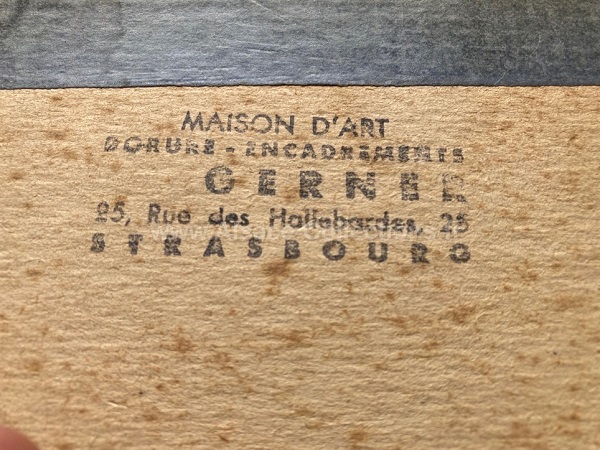 MAISON D'ART
DORURE - ENCADREMENTS
GERNER
25, Rue des Hallebardes, 25
STRASBOURG